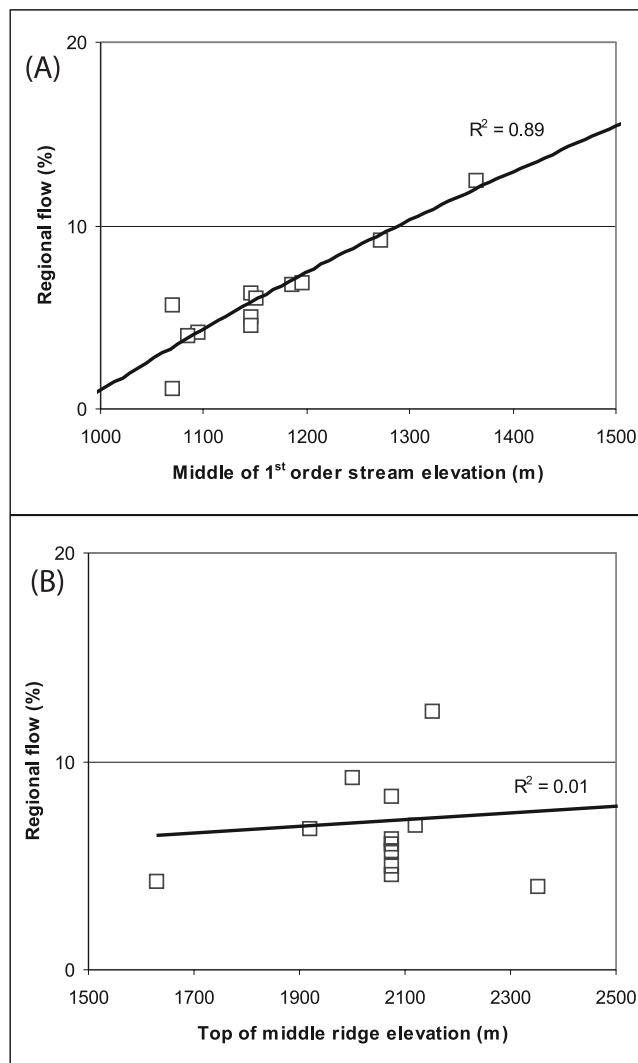 (A)
20
10
0
Regional flow (%)
R² = 0.89
1000 1100 1200 1300 1400 1500
Middle of 1st order stream elevation (m)
(B)
20
10
0
Regional flow (%)
R² = 0.01
1500 1700 1900 2100 2300 2500
Top of middle ridge elevation (m)